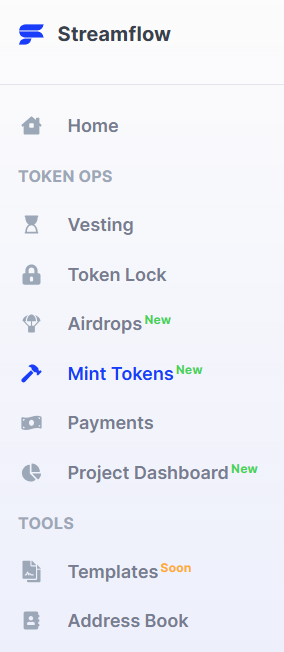 Streamflow
Home
TOKEN OPS
Vesting
Token Lock
Airdrops New
Mint Tokens New
Payments
Project Dashboard New
TOOLS
Templates Soon
Address Book